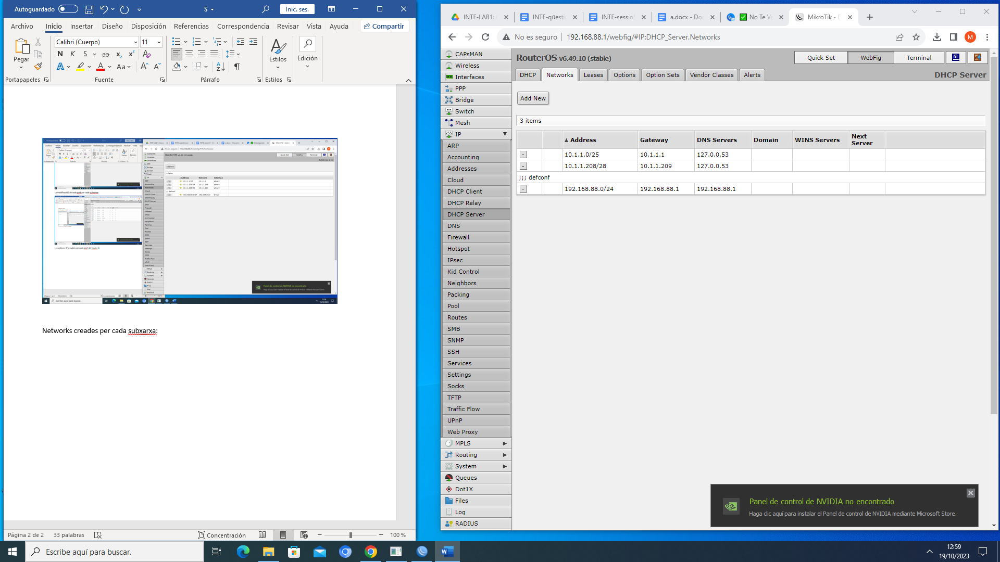 Autoguardado
S
Inic. ses.
Archivo Inicio Insertar Diseño Disposición Referencias Correspondencia Revisar Vista Ayuda Compartir
Pegar
Calibri (Cuerpo) 11
N K S ab x₂ x²
A A Aa A A
Estilos
Edición
Portapapeles Fuente Párrafo Estilos
Networks creades per cada subxarxa:
Página 2 de 2 33 palabras Concentración 100 %
INTE-LAB1: INTE-qüesti INTE-sessio a.docx - Doc No Te Va MikroTik - D
No es seguro 192.168.88.1/webfig/#IP:DHCP_Server.Networks M
CAPsMAN
Wireless
Interfaces
PPP
Bridge
Switch
Mesh
IP
ARP
Accounting
Addresses
Cloud
DHCP Client
DHCP Relay
DHCP Server
DNS
Firewall
Hotspot
IPsec
Kid Control
Neighbors
Packing
Pool
Routes
SMB
SNMP
SSH
Services
Settings
Socks
TFTP
Traffic Flow
UPnP
Web Proxy
MPLS
Routing
System
Queues
Dot1X
Files
Log
RADIUS
RouterOS v6.49.10 (stable) Quick Set WebFig Terminal
DHCP Networks Leases Options Option Sets Vendor Classes Alerts DHCP Server
Add New
3 items
▲ Address Gateway DNS Servers Domain WINS Servers Next Server
- 10.1.1.0/25 10.1.1.1 127.0.0.53
- 10.1.1.208/28 10.1.1.209 127.0.0.53
;;; defconf
- 192.168.88.0/24 192.168.88.1 192.168.88.1
Panel de control de NVIDIA no encontrado
Haga clic aquí para instalar el Panel de control de NVIDIA mediante Microsoft Store.
Escribe aquí para buscar.
12:59
19/10/2023